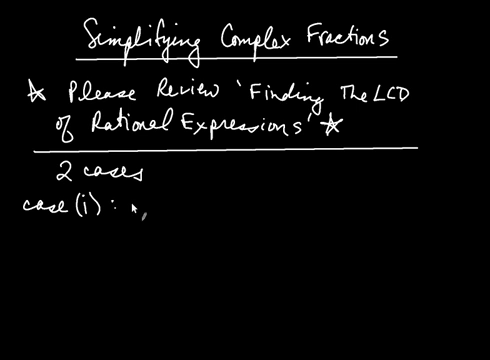 Simplifying Complex Fractions
☆ Please Review 'Finding The LCD
of Rational Expressions' ☆
2 cases
case (i) :